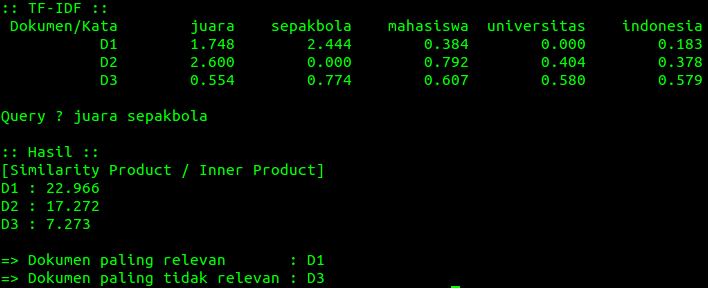 :: TF-IDF ::
Dokumen/Kata juara sepakbola mahasiswa universitas indonesia
D1 1.748 2.444 0.384 0.000 0.183
D2 2.600 0.000 0.792 0.404 0.378
D3 0.554 0.774 0.607 0.580 0.579
Query ? juara sepakbola
:: Hasil ::
[Similarity Product / Inner Product]
D1 : 22.966
D2 : 17.272
D3 : 7.273
=> Dokumen paling relevan : D1
=> Dokumen paling tidak relevan : D3